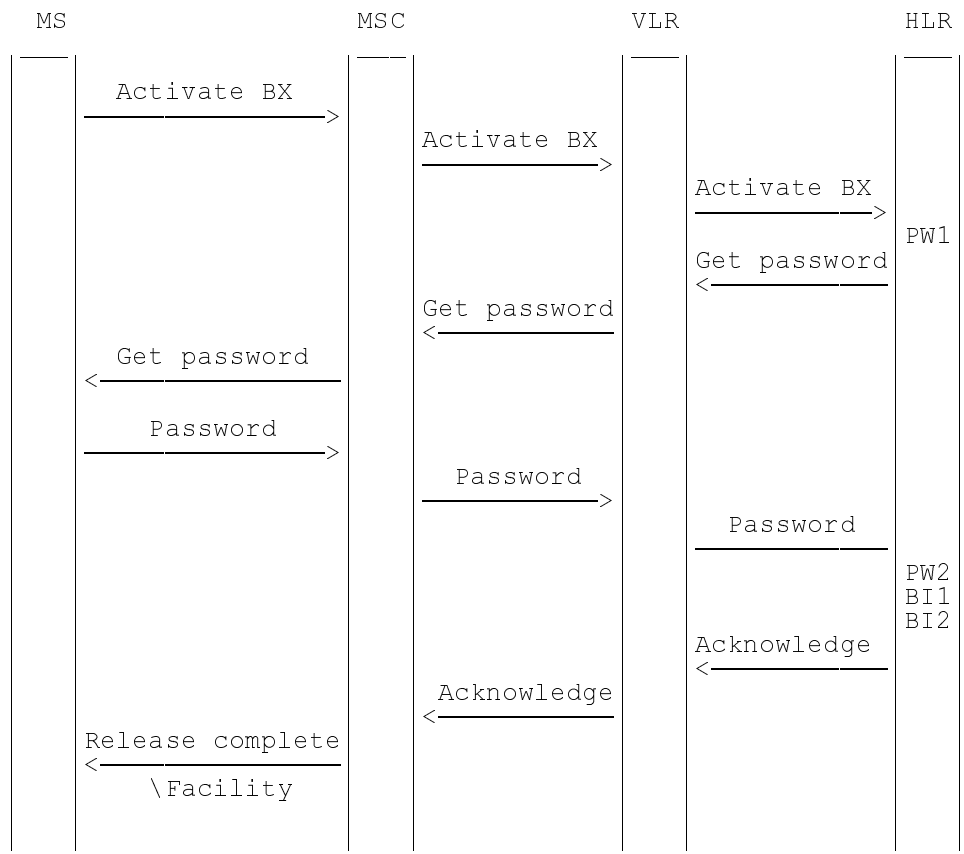 MS MSC VLR HLR
Activate BX
Activate BX
Activate BX
PW1
Get password
Get password
Get password
Password
Password
Password
PW2
BI1
BI2
Acknowledge
Acknowledge
Release complete
\Facility